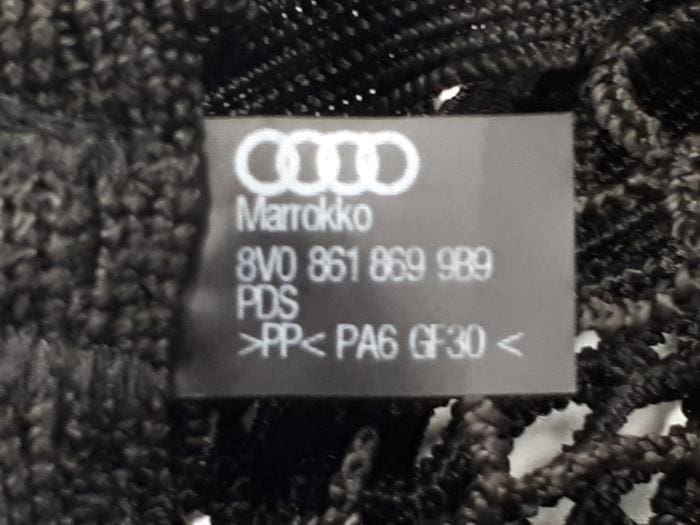 Marrokko
8V0 861 869 9B9
PDS
>PP< PA6 GF30 <